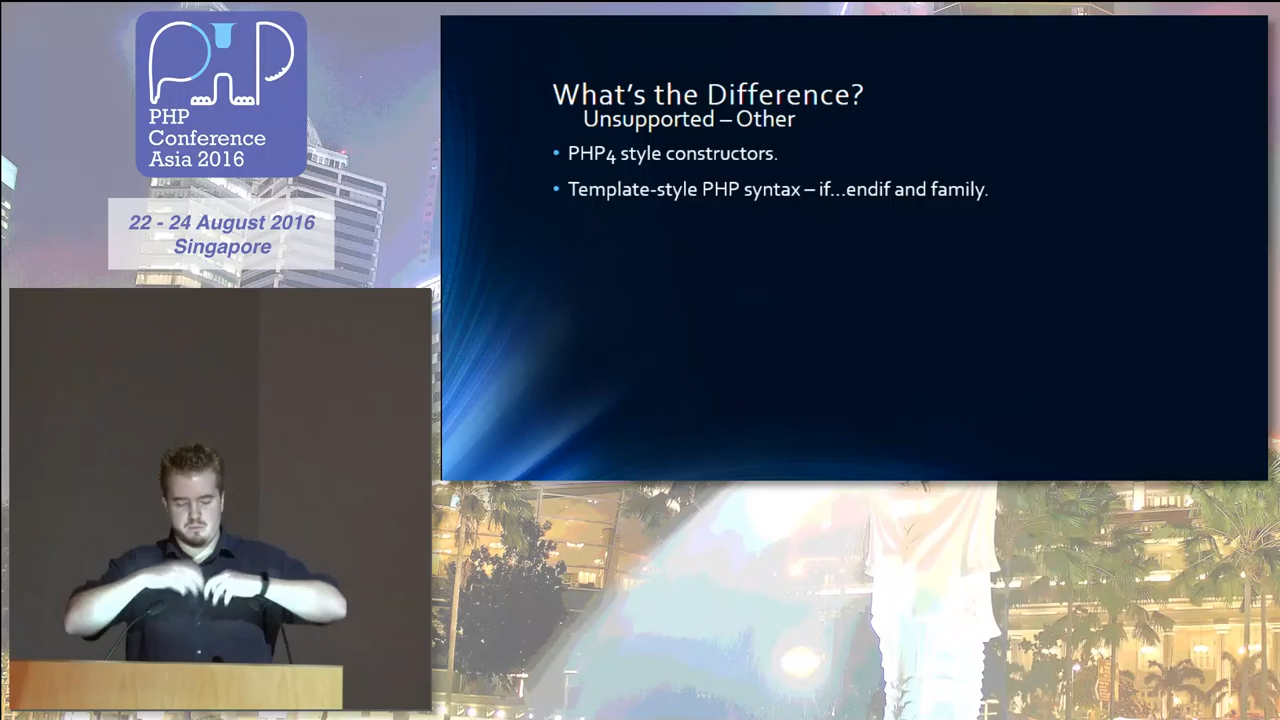 PHP
PHP
Conference
Asia 2016
22 - 24 August 2016
Singapore
What's the Difference?
Unsupported – Other
• PHP4 style constructors.
• Template-style PHP syntax – if...endif and family.